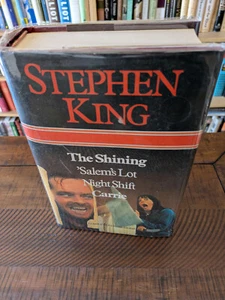 STEPHEN
KING
The Shining
'Salem's Lot
Night Shift
Carrie